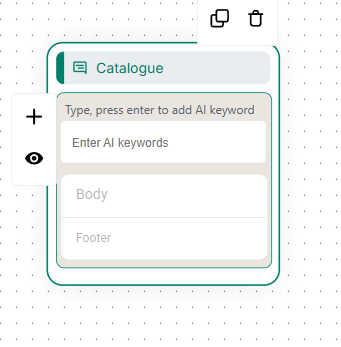 Catalogue
Type, press enter to add AI keyword
Enter AI keywords
Body
Footer